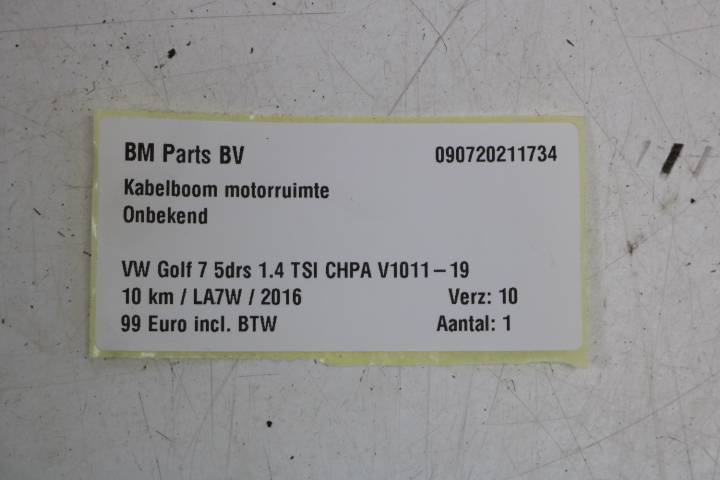 BM Parts BV 090720211734
Kabelboom motorruimte
Onbekend
VW Golf 7 5drs 1.4 TSI CHPA V1011-19
10 km / LA7W / 2016 Verz: 10
99 Euro incl. BTW Aantal: 1